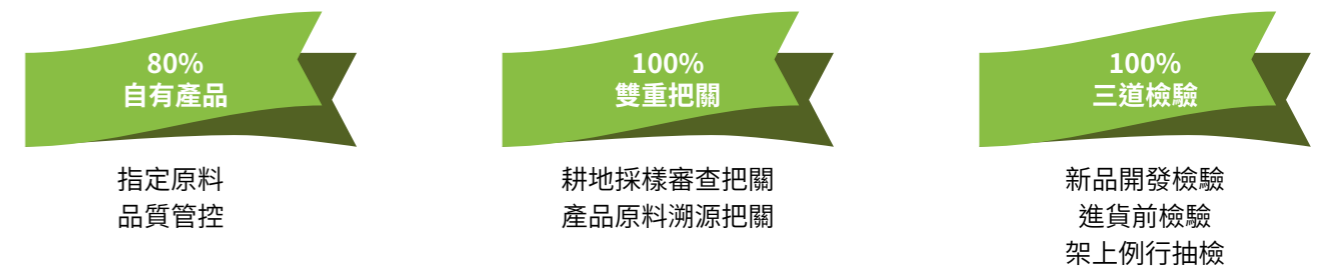 80%
自有產品
指定原料
品質管控
100%
雙重把關
耕地採樣審查把關
產品原料溯源把關
100%
三道檢驗
新品開發檢驗
進貨前檢驗
架上例行抽檢